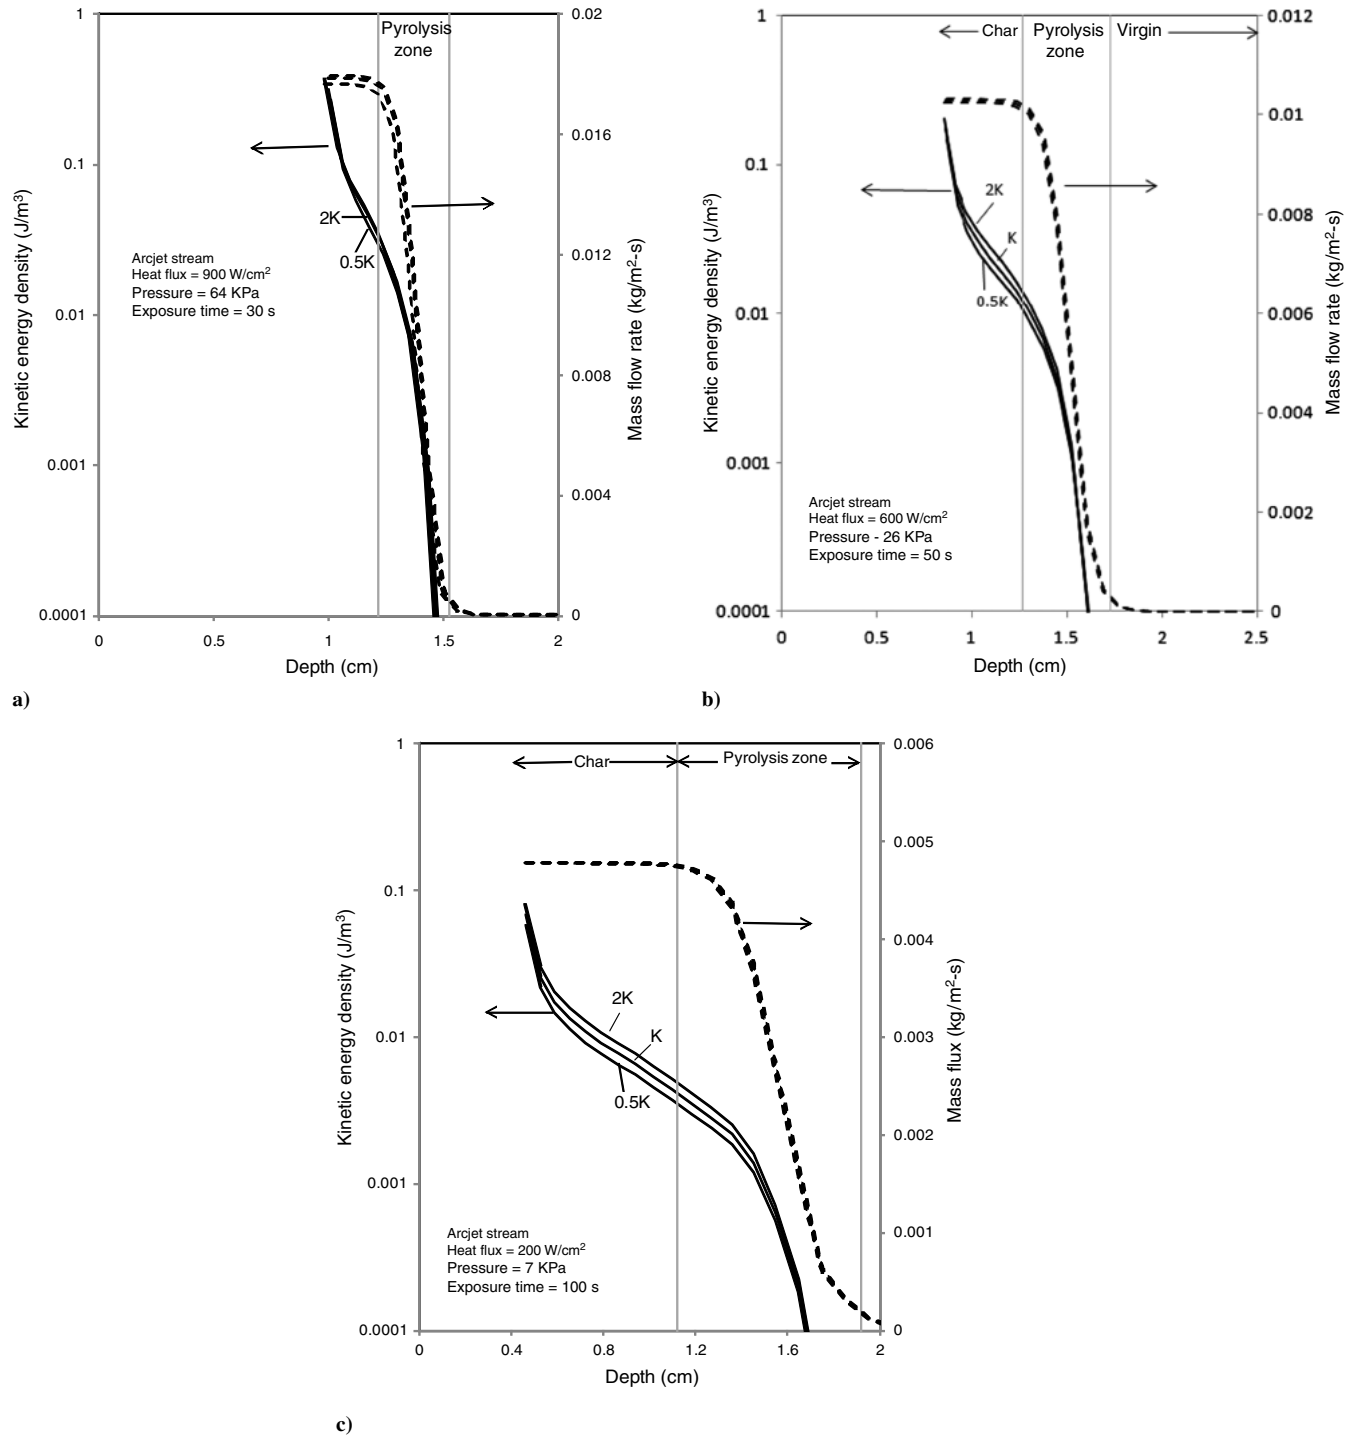 1
0.1
0.01
0.001
0.0001
Kinetic energy density (J/m³)
0.02
0.016
0.012
0.008
0.004
0
Mass flow rate (kg/m²-s)
Pyrolysis
zone
2K
0.5K
Arcjet stream
Heat flux = 900 W/cm²
Pressure = 64 KPa
Exposure time = 30 s
0 0.5 1 1.5 2
Depth (cm)
a)
1
0.1
0.01
0.001
0.0001
Kinetic energy density (J/m³)
0.012
0.01
0.008
0.006
0.004
0.002
0
Mass flow rate (kg/m²-s)
Char Pyrolysis Virgin
zone
2K
K
0.5K
Arcjet stream
Heat flux = 600 W/cm²
Pressure - 26 KPa
Exposure time = 50 s
0 0.5 1 1.5 2 2.5
Depth (cm)
b)
1
0.1
0.01
0.001
0.0001
Kinetic energy density (J/m³)
0.006
0.005
0.004
0.003
0.002
0.001
0
Mass flux (kg/m²-s)
Char Pyrolysis zone
2K
K
0.5K
Arcjet stream
Heat flux = 200 W/cm²
Pressure = 7 KPa
Exposure time = 100 s
0 0.4 0.8 1.2 1.6 2
Depth (cm)
c)